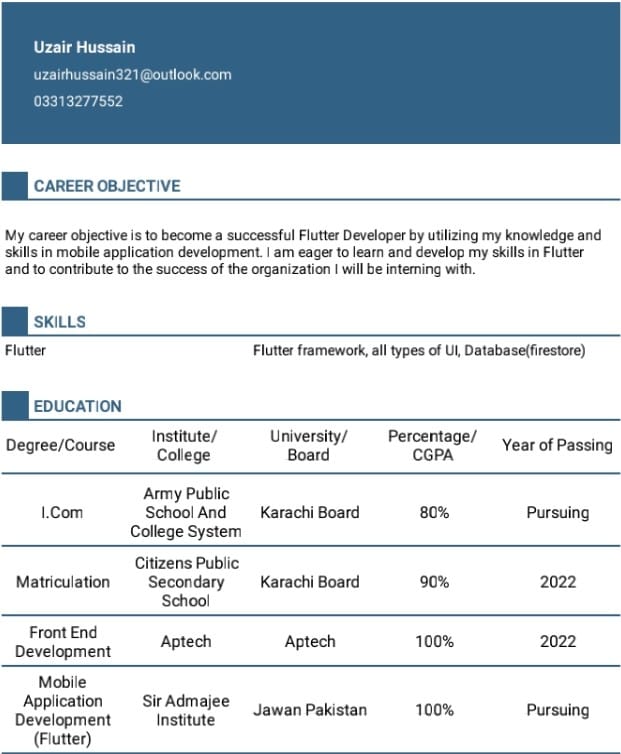 Uzair Hussain
uzairhussain321@outlook.com
03313277552
CAREER OBJECTIVE
My career objective is to become a successful Flutter Developer by utilizing my knowledge and
skills in mobile application development. I am eager to learn and develop my skills in Flutter
and to contribute to the success of the organization I will be interning with.
SKILLS
Flutter Flutter framework, all types of UI, Database(firestore)
EDUCATION
Degree/Course Institute/ College University/ Board Percentage/ CGPA Year of Passing
I.Com Army Public School And College System Karachi Board 80% Pursuing
Matriculation Citizens Public Secondary School Karachi Board 90% 2022
Front End Development Aptech Aptech 100% 2022
Mobile Application Development (Flutter) Sir Admajee Institute Jawan Pakistan 100% Pursuing